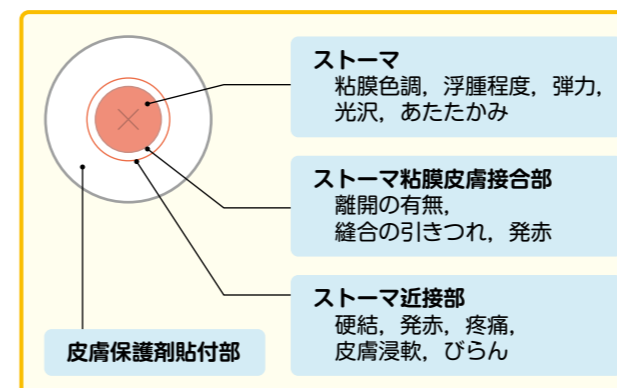 ストーマ
粘膜色調，浮腫程度，弾力，
光沢，あたたかみ
ストーマ粘膜皮膚接合部
離開の有無，
縫合の引きつれ，発赤
ストーマ近接部
硬結，発赤，疼痛，
皮膚浸軟，びらん
皮膚保護剤貼付部